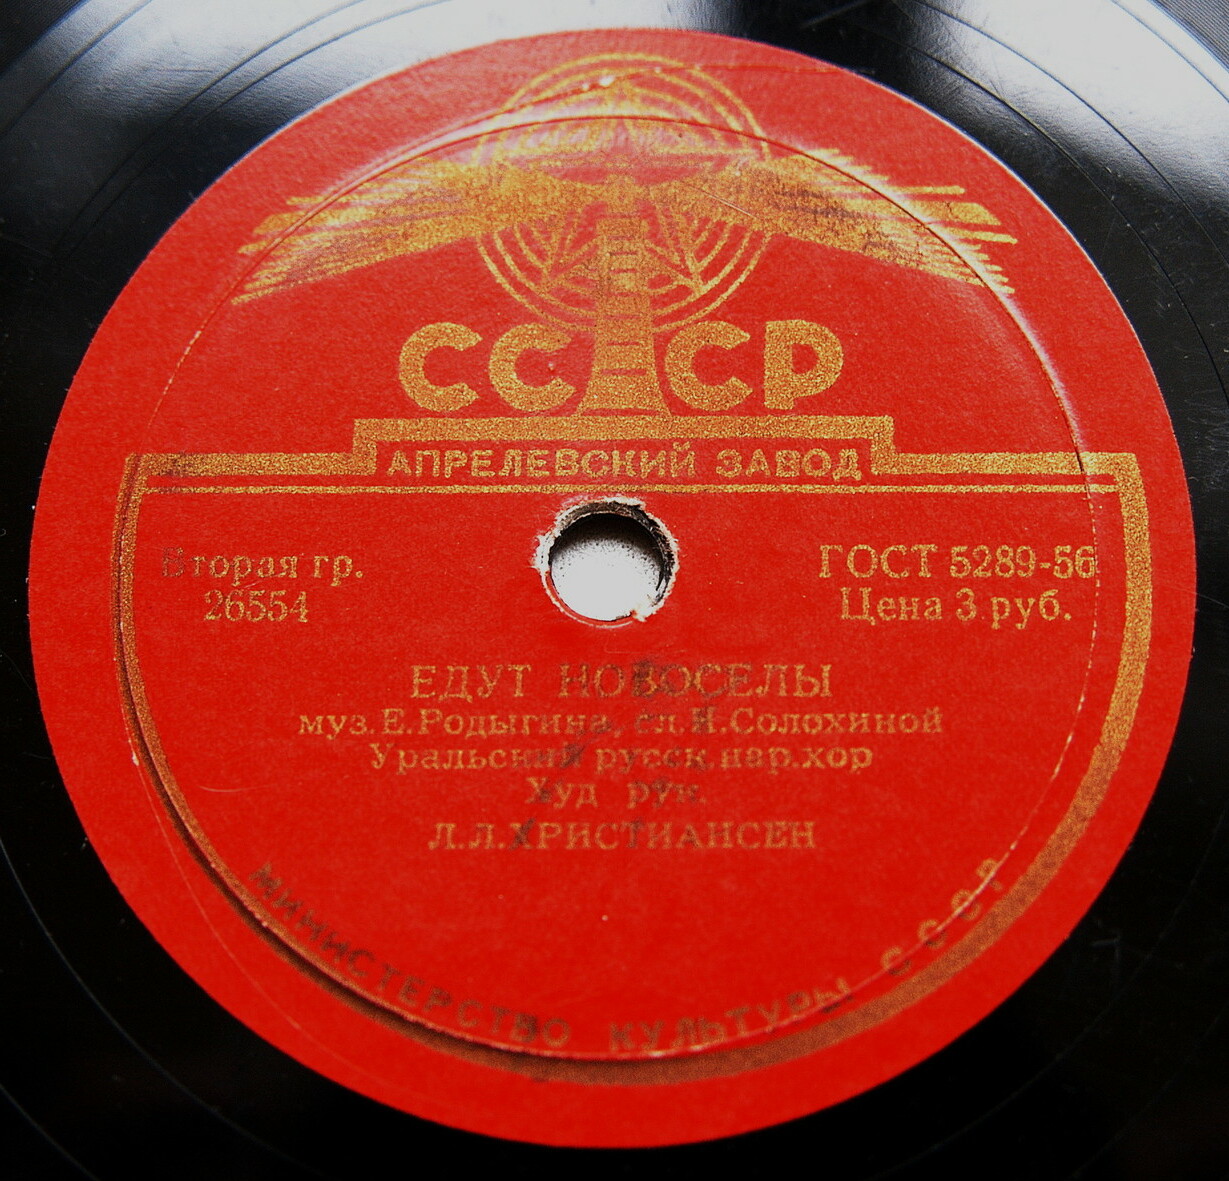 СССР
АПРЕЛЕВСКИЙ ЗАВОД
Вторая гр.
26554
ГОСТ 5289-56
Цена 3 руб.
ЕДУТ НОВОСЕЛЫ
муз. Е. Родыгина, сл. Н. Солохиной
Уральский русск. нар. хор
Худ. рук.
Л. Л. ХРИСТИАНСЕН
МИНИСТЕРСТВО КУЛЬТУРЫ СССР